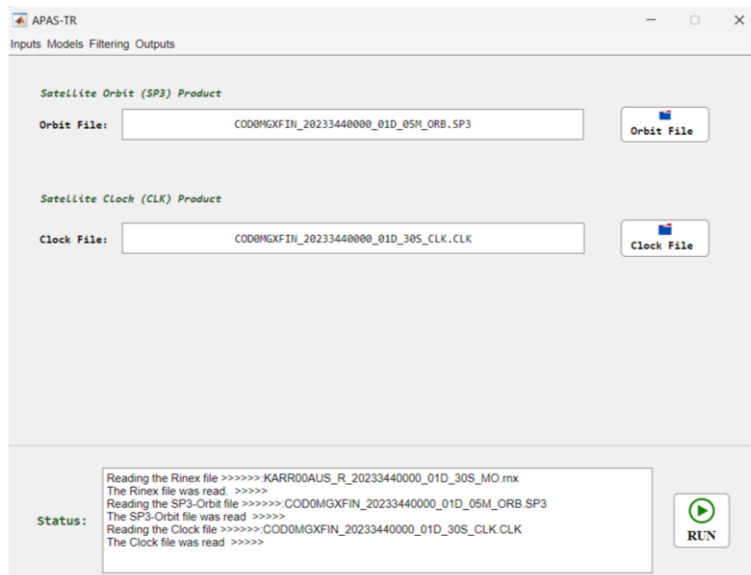 APAS-TR
Inputs Models Filtering Outputs
Satellite Orbit (SP3) Product
Orbit File:
COD0MGXFIN_20233440000_01D_05M_ORB.SP3
Orbit File
Satellite Clock (CLK) Product
Clock File:
COD0MGXFIN_20233440000_01D_30S_CLK.CLK
Clock File
Status:
Reading the Rinex file >>>>>>:KARR00AUS_R_20233440000_01D_30S_MO.rnx
The Rinex file was read.  >>>>>
Reading the SP3-Orbit file >>>>>>:COD0MGXFIN_20233440000_01D_05M_ORB.SP3
The SP3-Orbit file was read  >>>>>
Reading the Clock file >>>>>>:COD0MGXFIN_20233440000_01D_30S_CLK.CLK
The Clock file was read  >>>>>
RUN